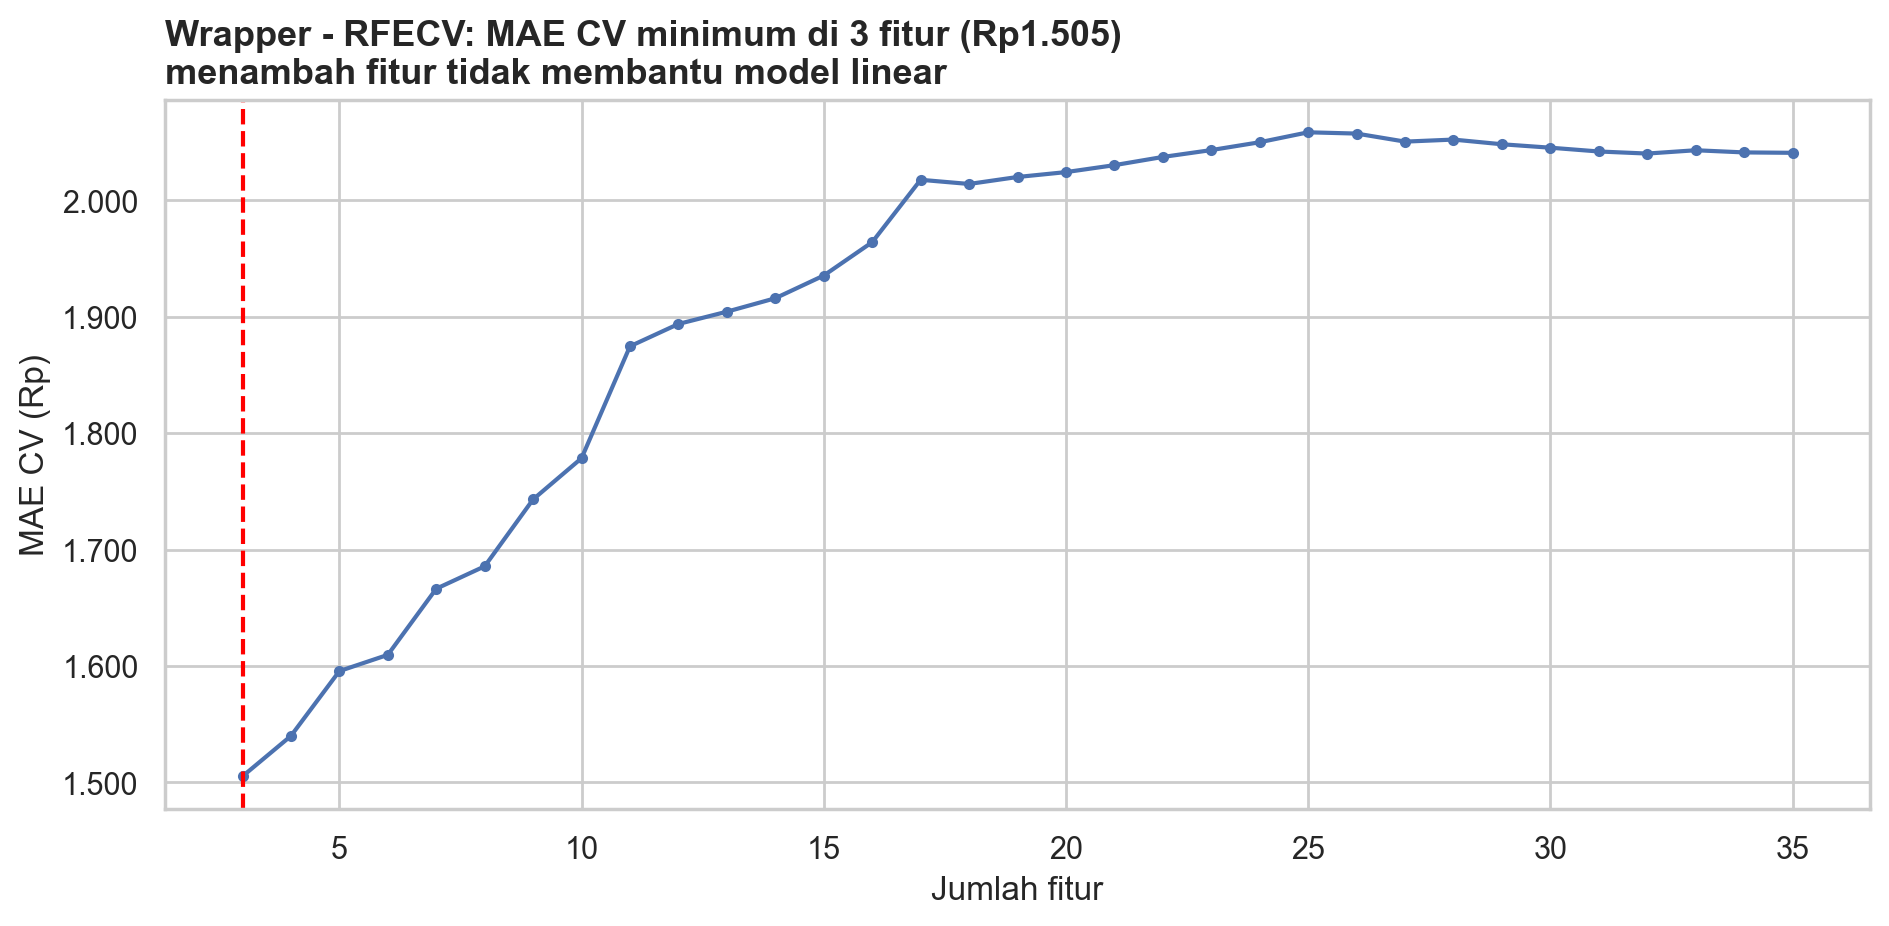 Wrapper - RFECV: MAE CV minimum di 3 fitur (Rp1.505)
menambah fitur tidak membantu model linear
MAE CV (Rp)
2.000
1.900
1.800
1.700
1.600
1.500
5 10 15 20 25 30 35
Jumlah fitur